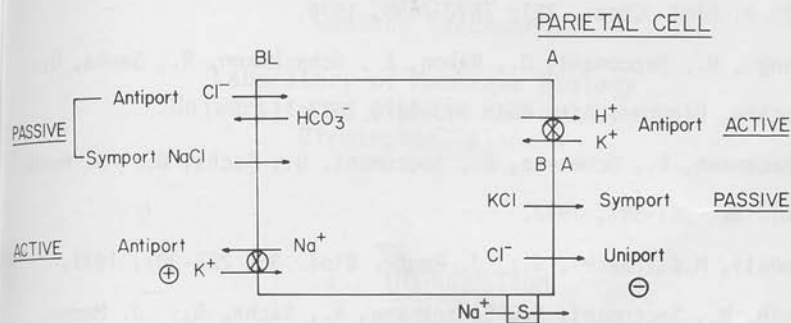 PARIETAL CELL
BL A
Antiport Cl⁻ H⁺
HCO₃⁻ K⁺ Antiport ACTIVE
PASSIVE
Symport NaCl B A
KCl Symport PASSIVE
ACTIVE Antiport Na⁺ Cl⁻ Uniport
⊕ K⁺ ⊖
Na⁺ S